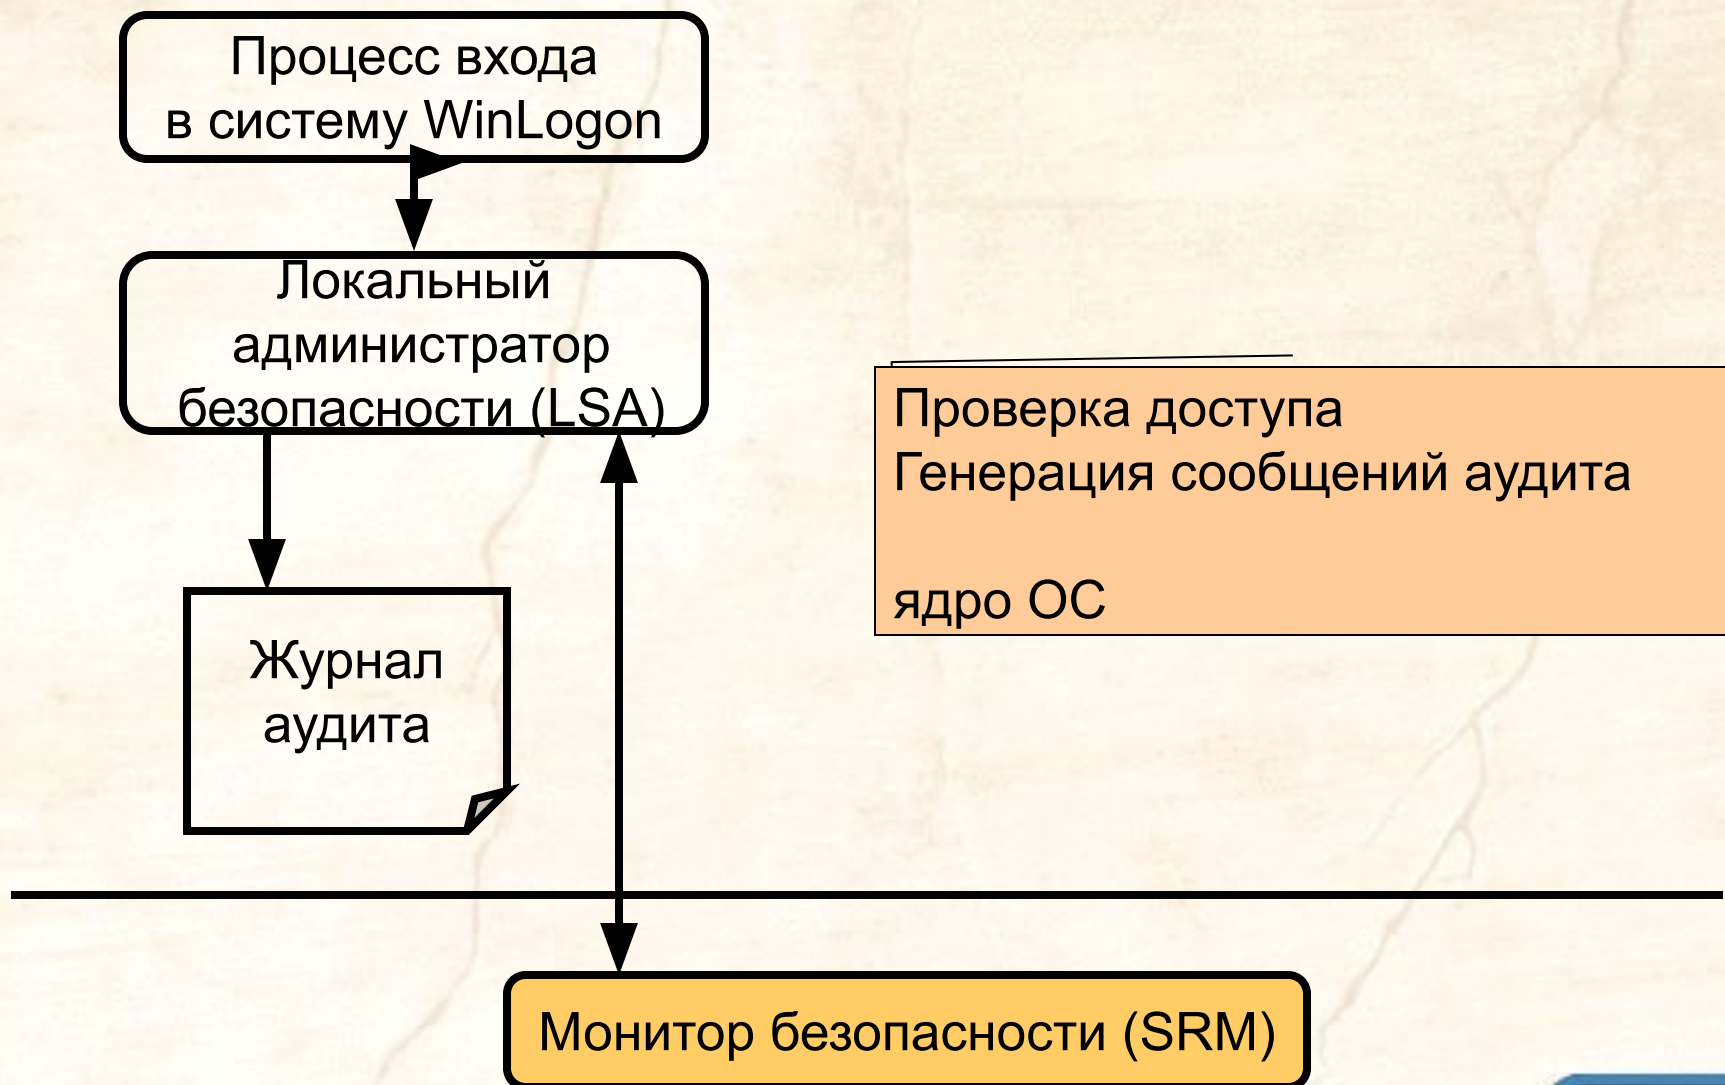 Процесс входа
в систему WinLogon
Локальный
администратор
безопасности (LSA)
Проверка доступа
Генерация сообщений аудита
ядро ОС
Журнал
аудита
Монитор безопасности (SRM)